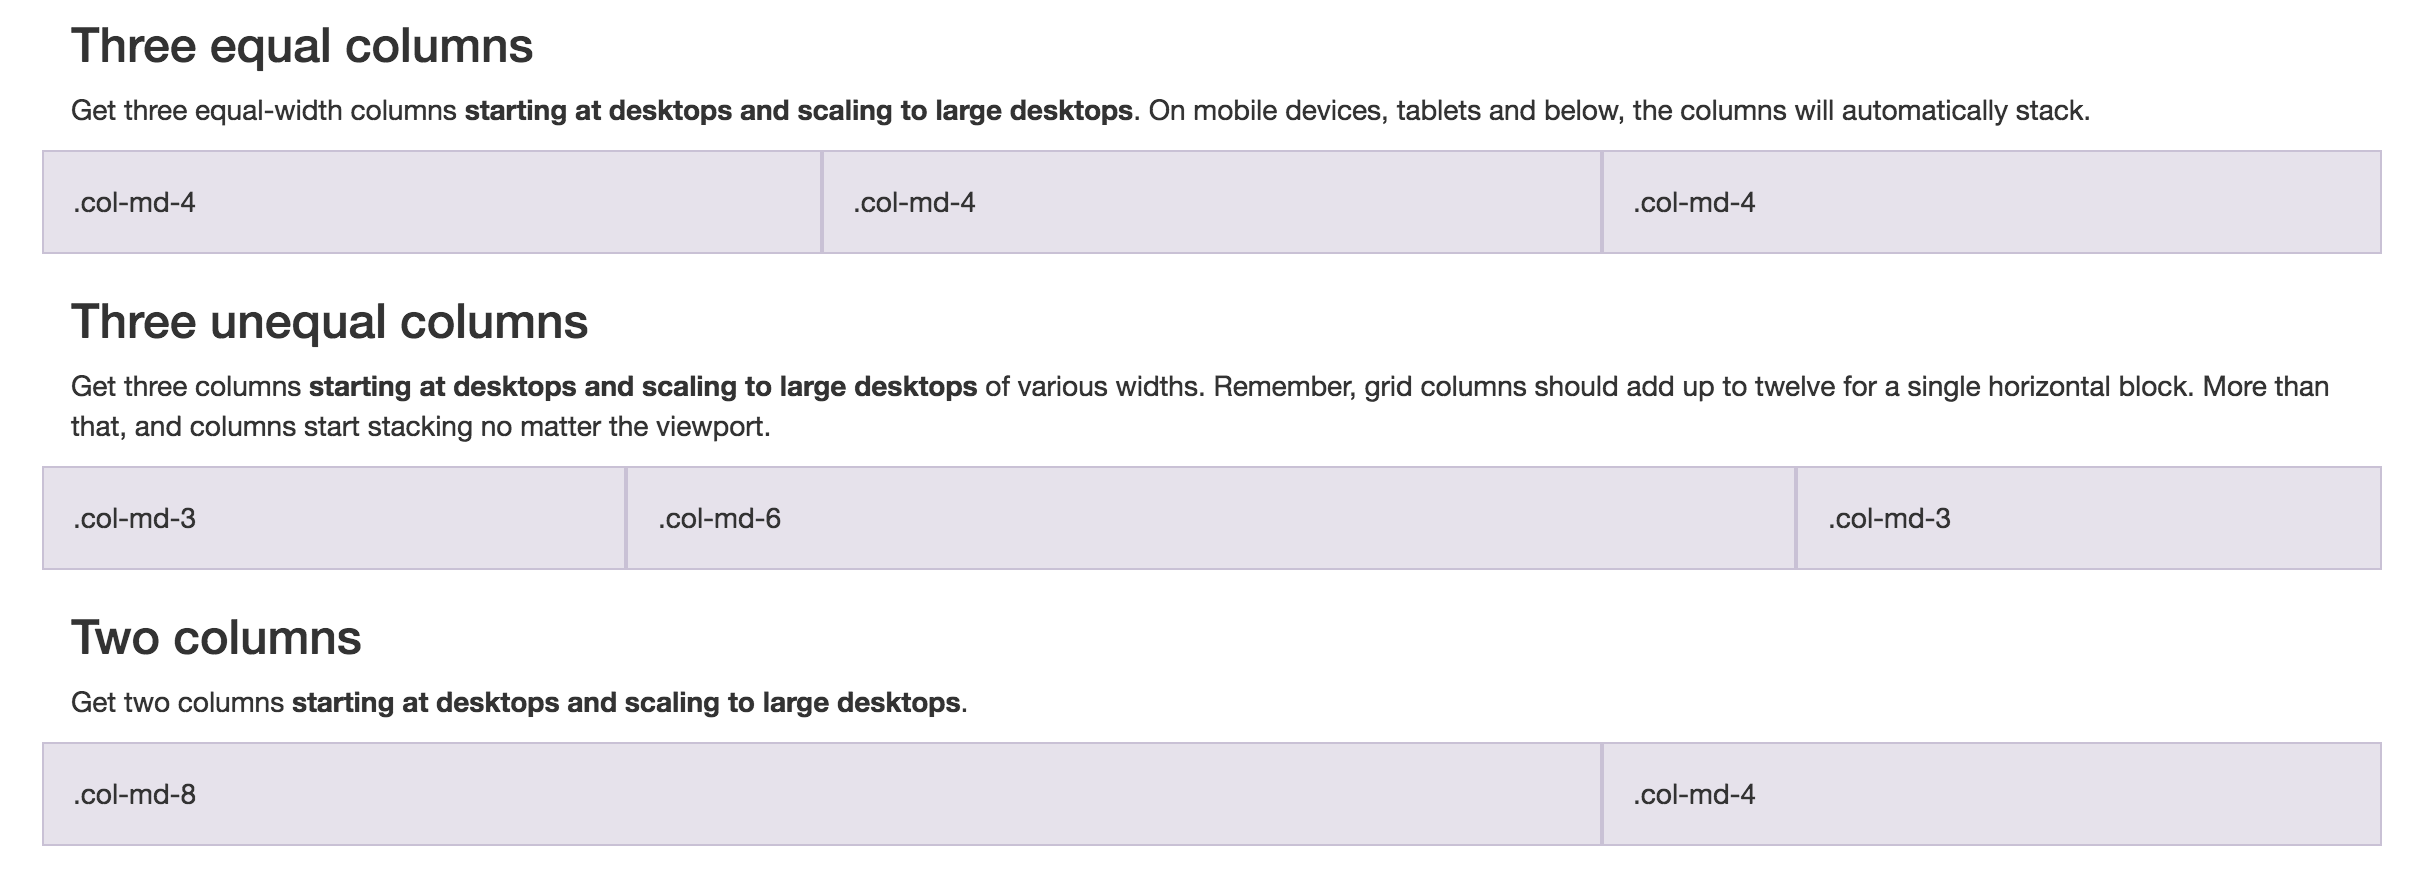 Three equal columns
Get three equal-width columns starting at desktops and scaling to large desktops. On mobile devices, tablets and below, the columns will automatically stack.
.col-md-4 .col-md-4 .col-md-4
Three unequal columns
Get three columns starting at desktops and scaling to large desktops of various widths. Remember, grid columns should add up to twelve for a single horizontal block. More than
that, and columns start stacking no matter the viewport.
.col-md-3 .col-md-6 .col-md-3
Two columns
Get two columns starting at desktops and scaling to large desktops.
.col-md-8 .col-md-4